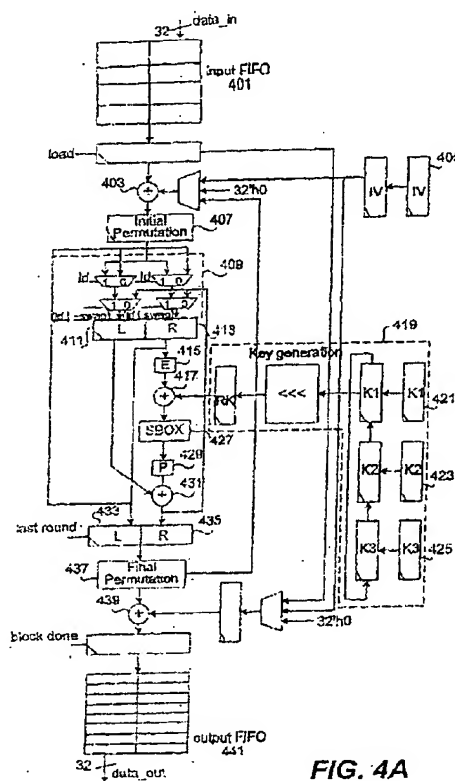 32 data_in
Input FIFO
401
load
403
32'h0
IV
IV
Initial
Permutation
407
409
ld
1 0
ld
1 0
1 0
411
L
R
413
E
415
417
SBOX
427
P
429
431
Key generation
419
RK
<<<
K1
K1
421
K2
K2
423
K3
K3
425
433
last round
L
R
435
437
Final
Permutation
439
32'h0
block done
output FIFO
441
32
data_out
FIG. 4A